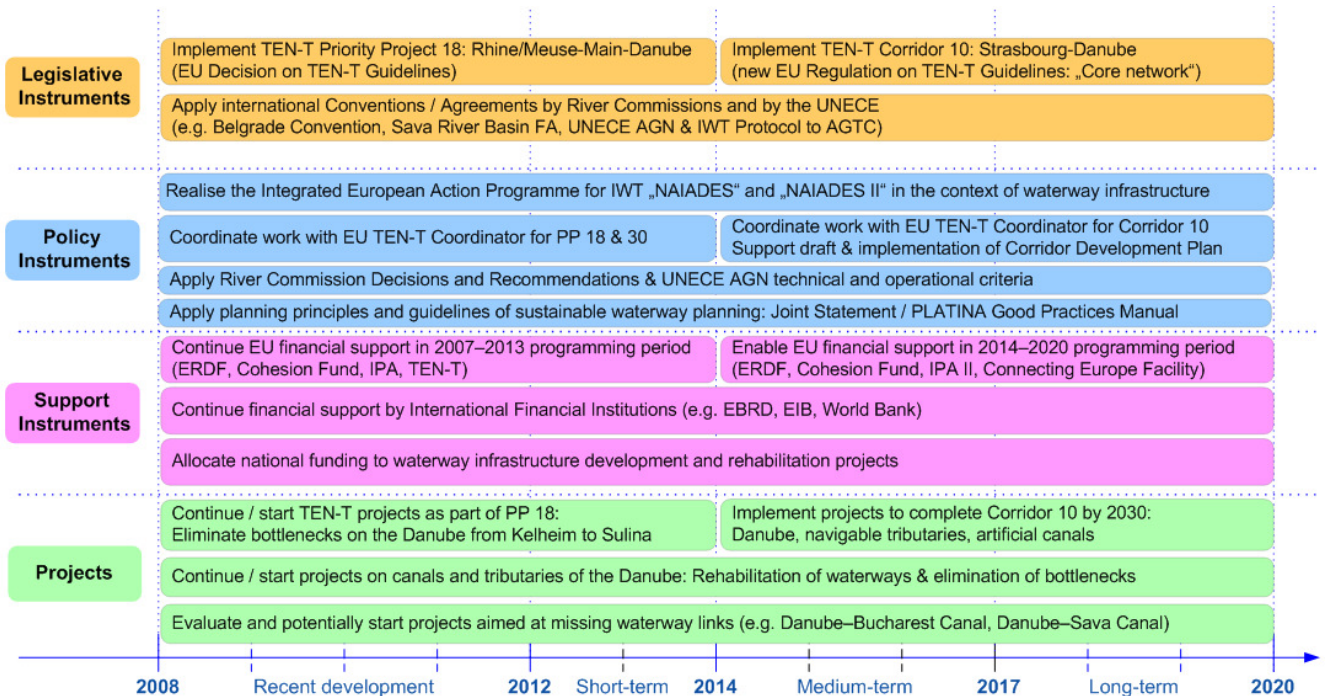 Legislative
Instruments
Implement TEN-T Priority Project 18: Rhine/Meuse-Main-Danube
(EU Decision on TEN-T Guidelines)
Implement TEN-T Corridor 10: Strasbourg-Danube
(new EU Regulation on TEN-T Guidelines: „Core network“)
Apply international Conventions / Agreements by River Commissions and by the UNECE
(e.g. Belgrade Convention, Sava River Basin FA, UNECE AGN & IWT Protocol to AGTC)
Policy
Instruments
Realise the Integrated European Action Programme for IWT „NAIADES“ and „NAIADES II“ in the context of waterway infrastructure
Coordinate work with EU TEN-T Coordinator for PP 18 & 30
Coordinate work with EU TEN-T Coordinator for Corridor 10
Support draft & implementation of Corridor Development Plan
Apply River Commission Decisions and Recommendations & UNECE AGN technical and operational criteria
Apply planning principles and guidelines of sustainable waterway planning: Joint Statement / PLATINA Good Practices Manual
Support
Instruments
Continue EU financial support in 2007–2013 programming period
(ERDF, Cohesion Fund, IPA, TEN-T)
Enable EU financial support in 2014–2020 programming period
(ERDF, Cohesion Fund, IPA II, Connecting Europe Facility)
Continue financial support by International Financial Institutions (e.g. EBRD, EIB, World Bank)
Allocate national funding to waterway infrastructure development and rehabilitation projects
Projects
Continue / start TEN-T projects as part of PP 18:
Eliminate bottlenecks on the Danube from Kelheim to Sulina
Implement projects to complete Corridor 10 by 2030:
Danube, navigable tributaries, artificial canals
Continue / start projects on canals and tributaries of the Danube: Rehabilitation of waterways & elimination of bottlenecks
Evaluate and potentially start projects aimed at missing waterway links (e.g. Danube–Bucharest Canal, Danube–Sava Canal)
2008 Recent development 2012 Short-term 2014 Medium-term 2017 Long-term 2020